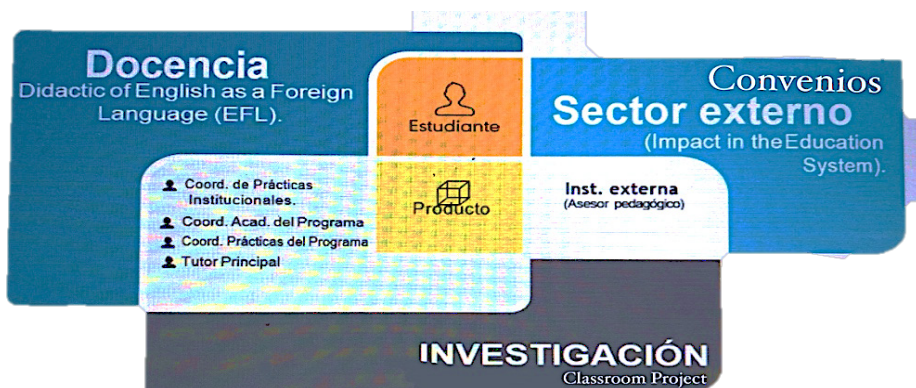 Docencia
Didactic of English as a Foreign
Language (EFL).
Estudiante
Convenios
Sector externo
(Impact in the Education
System).
Coord. de Prácticas
Institucionales.
Coord. Acad. del Programa
Coord. Prácticas del Programa
Tutor Principal
Producto
Inst. externa
(Asesor pedagógico)
INVESTIGACIÓN
Classroom Project